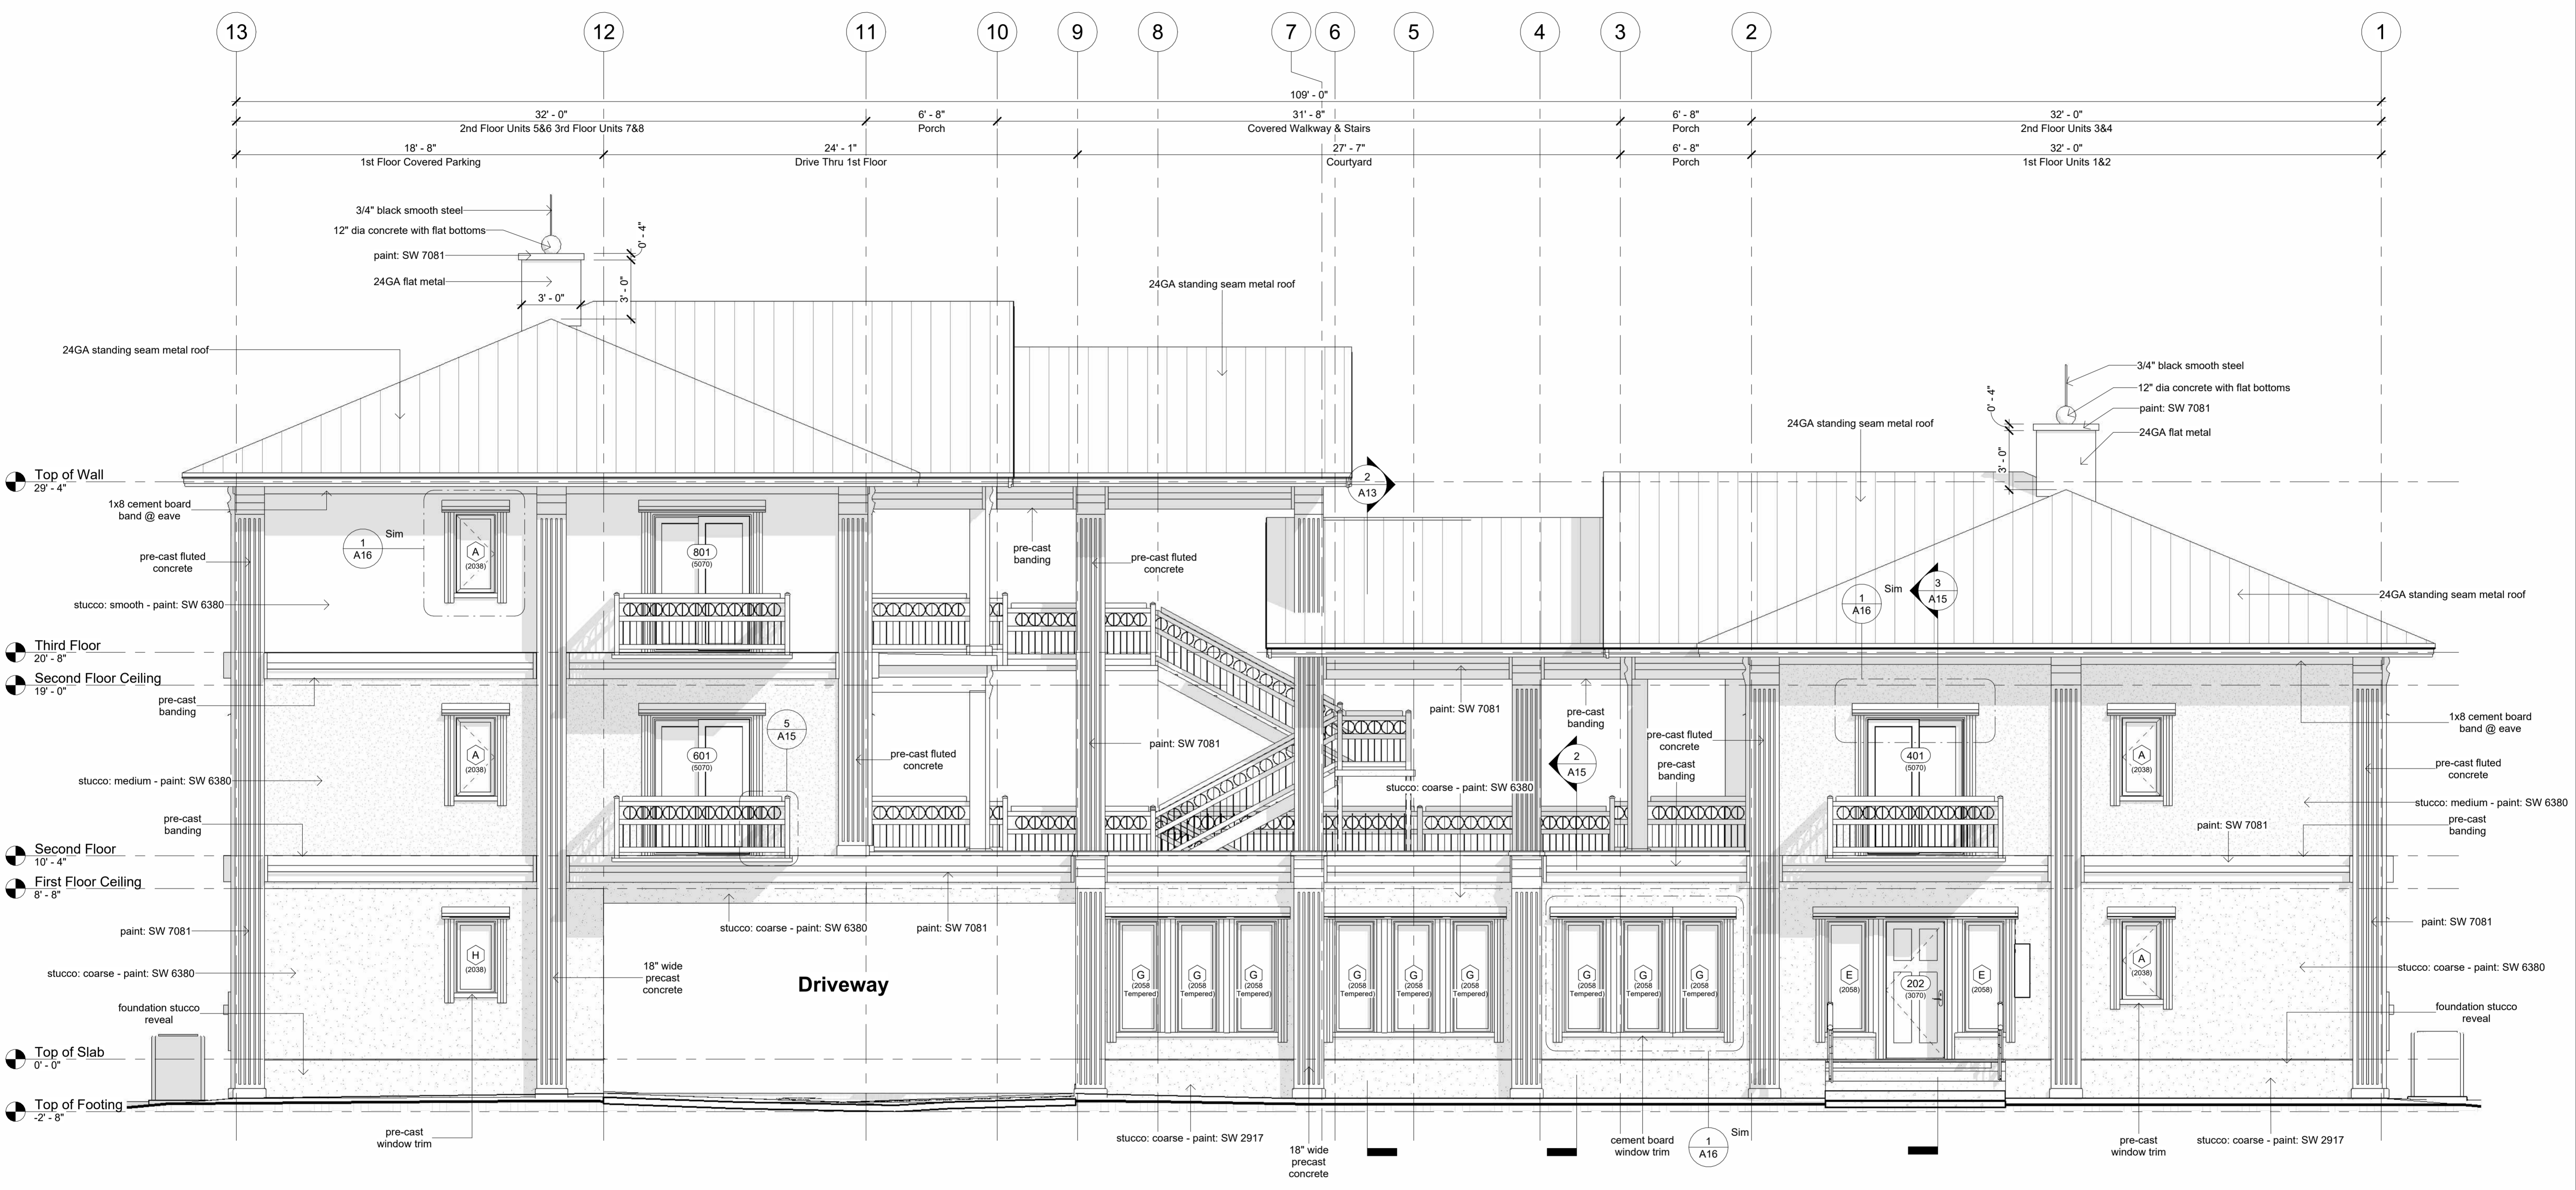 13
12
11
10
9
8
7
6
5
4
3
2
1
109' - 0"
32' - 0"
2nd Floor Units 5&6 3rd Floor Units 7&8
6' - 8"
Porch
31' - 8"
Covered Walkway & Stairs
6' - 8"
Porch
32' - 0"
2nd Floor Units 3&4
18' - 8"
1st Floor Covered Parking
24' - 1"
Drive Thru 1st Floor
27' - 7"
Courtyard
6' - 8"
Porch
32' - 0"
1st Floor Units 1&2
3/4" black smooth steel
12" dia concrete with flat bottoms
paint: SW 7081
24GA flat metal
0' - 4"
3' - 0"
3' - 0"
24GA standing seam metal roof
24GA standing seam metal roof
24GA standing seam metal roof
3/4" black smooth steel
12" dia concrete with flat bottoms
paint: SW 7081
24GA flat metal
0' - 4"
3' - 0"
Top of Wall
29' - 4"
1x8 cement board
band @ eave
1
A16
Sim
A
(2038)
801
(5070)
pre-cast
banding
pre-cast fluted
concrete
2
A13
pre-cast fluted
concrete
stucco: smooth - paint: SW 6380
1
A16
Sim
3
A15
24GA standing seam metal roof
Third Floor
20' - 8"
Second Floor Ceiling
19' - 0"
pre-cast
banding
stucco: medium - paint: SW 6380
A
(2038)
601
(5070)
5
A15
pre-cast fluted
concrete
paint: SW 7081
paint: SW 7081
pre-cast
banding
2
A15
stucco: coarse - paint: SW 6380
pre-cast fluted
concrete
pre-cast
banding
401
(5070)
A
(2038)
1x8 cement board
band @ eave
pre-cast fluted
concrete
stucco: medium - paint: SW 6380
pre-cast
banding
paint: SW 7081
pre-cast
banding
Second Floor
10' - 4"
First Floor Ceiling
8' - 8"
paint: SW 7081
stucco: coarse - paint: SW 6380
foundation stucco
reveal
H
(2038)
18" wide
precast
concrete
stucco: coarse - paint: SW 6380
paint: SW 7081
Driveway
G
(2058
Tempered)
G
(2058
Tempered)
G
(2058
Tempered)
G
(2058
Tempered)
G
(2058
Tempered)
G
(2058
Tempered)
G
(2058
Tempered)
G
(2058
Tempered)
G
(2058
Tempered)
E
(2058)
202
(3070)
E
(2058)
A
(2038)
paint: SW 7081
stucco: coarse - paint: SW 6380
foundation stucco
reveal
Top of Slab
0' - 0"
Top of Footing
-2' - 8"
pre-cast
window trim
stucco: coarse - paint: SW 2917
18" wide
precast
concrete
cement board
window trim
1
A16
Sim
pre-cast
window trim
stucco: coarse - paint: SW 2917